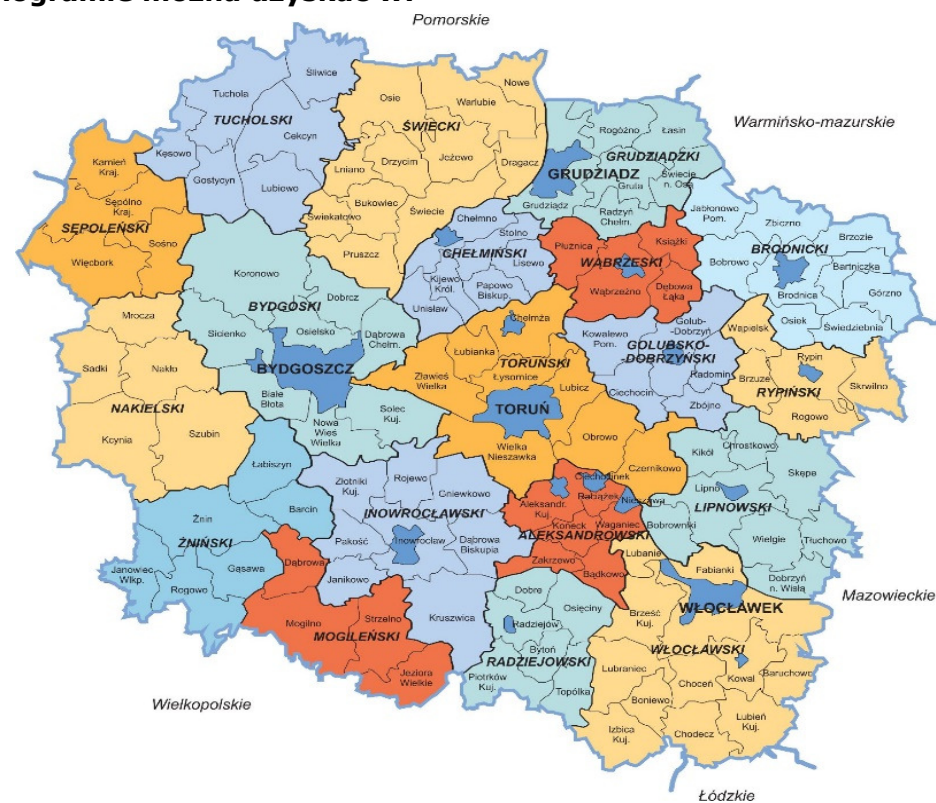 nogramie można uzyskać w:
Pomorskie
Śliwice
Tuchola
TUCHOLSKI
Cekcyn
Kęsowo
Gostycyn
Lubiewo
Nowe
Osie
Warlubie
ŚWIECKI
Jeżewo
Drzycim
Lniano
Dragacz
Bukowiec
Świekatowo
Świecie
Pruszcz
Warmińsko-mazurskie
Rogóźno
Łasin
GRUDZIĄDZKI
GRUDZIĄDZ
Świecie
n. Osą
Gruta
Grudziądz
Radzyń
Chełm.
Kamień
Kraj.
Sępólno
Kraj.
SĘPOLEŃSKI
Sośno
Więcbork
Chełmno
Stolno
CHEŁMIŃSKI
Lisewo
Kijewo
Król.
Papowo
Biskup.
Unisław
Płużnica
Książki
WĄBRZESKI
Wąbrzeźno
Dębowa
Łąka
Jabłonowo
Pom.
Zbiczno
Brzozie
BRODNICKI
Bobrowo
Bartniczka
Brodnica
Górzno
Osiek
Świedziebnia
Koronowo
BYDGOSKI
Dobrcz
Sicienko
Osielsko
Dąbrowa
Chełm.
BYDGOSZCZ
Białe
Błota
Nowa
Wieś
Wielka
Solec
Kuj.
Mrocza
Sadki
Nakło
NAKIELSKI
Kcynia
Szubin
Chełmża
Łubianka
TORUŃSKI
Zławieś
Wielka
Łysomice
Lubicz
TORUŃ
Wielka
Nieszawka
Obrowo
Czernikowo
Kowalewo
Pom.
Golub-
-Dobrzyń
GOLUBSKO-
-DOBRZYŃSKI
Radomin
Ciechocin
Zbójno
Wąpielsk
Rypin
Brzuze
Skrwilno
RYPIŃSKI
Rogowo
Łabiszyn
Barcin
Żnin
ŻNIŃSKI
Gąsawa
Janowiec
Wlkp.
Rogowo
Złotniki
Kuj.
Rojewo
Gniewkowo
INOWROCŁAWSKI
Pakość
Inowrocław
Dąbrowa
Biskupia
Janikowo
Kruszwica
Ciechocinek
Raciążek
Nieszawa
Aleksandr.
Kuj.
Koneck
Waganiec
ALEKSANDROWSKI
Zakrzewo
Bądkowo
Kikół
Chrostkowo
Skępe
Lipno
LIPNOWSKI
Bobrowniki
Wielgie
Tłuchowo
Dobrzyń
n. Wisłą
Dąbrowa
Mogilno
Strzelno
MOGILEŃSKI
Jeziora
Wielkie
Dobre
Osięciny
Radziejów
Bytoń
RADZIEJOWSKI
Piotrków
Kuj.
Topólka
Lubanie
Fabianki
Brześć
Kuj.
WŁOCŁAWEK
WŁOCŁAWSKI
Lubraniec
Choceń
Kowal
Baruchowo
Boniewo
Izbica
Kuj.
Chodecz
Lubień
Kuj.
Mazowieckie
Wielkopolskie
Łódzkie